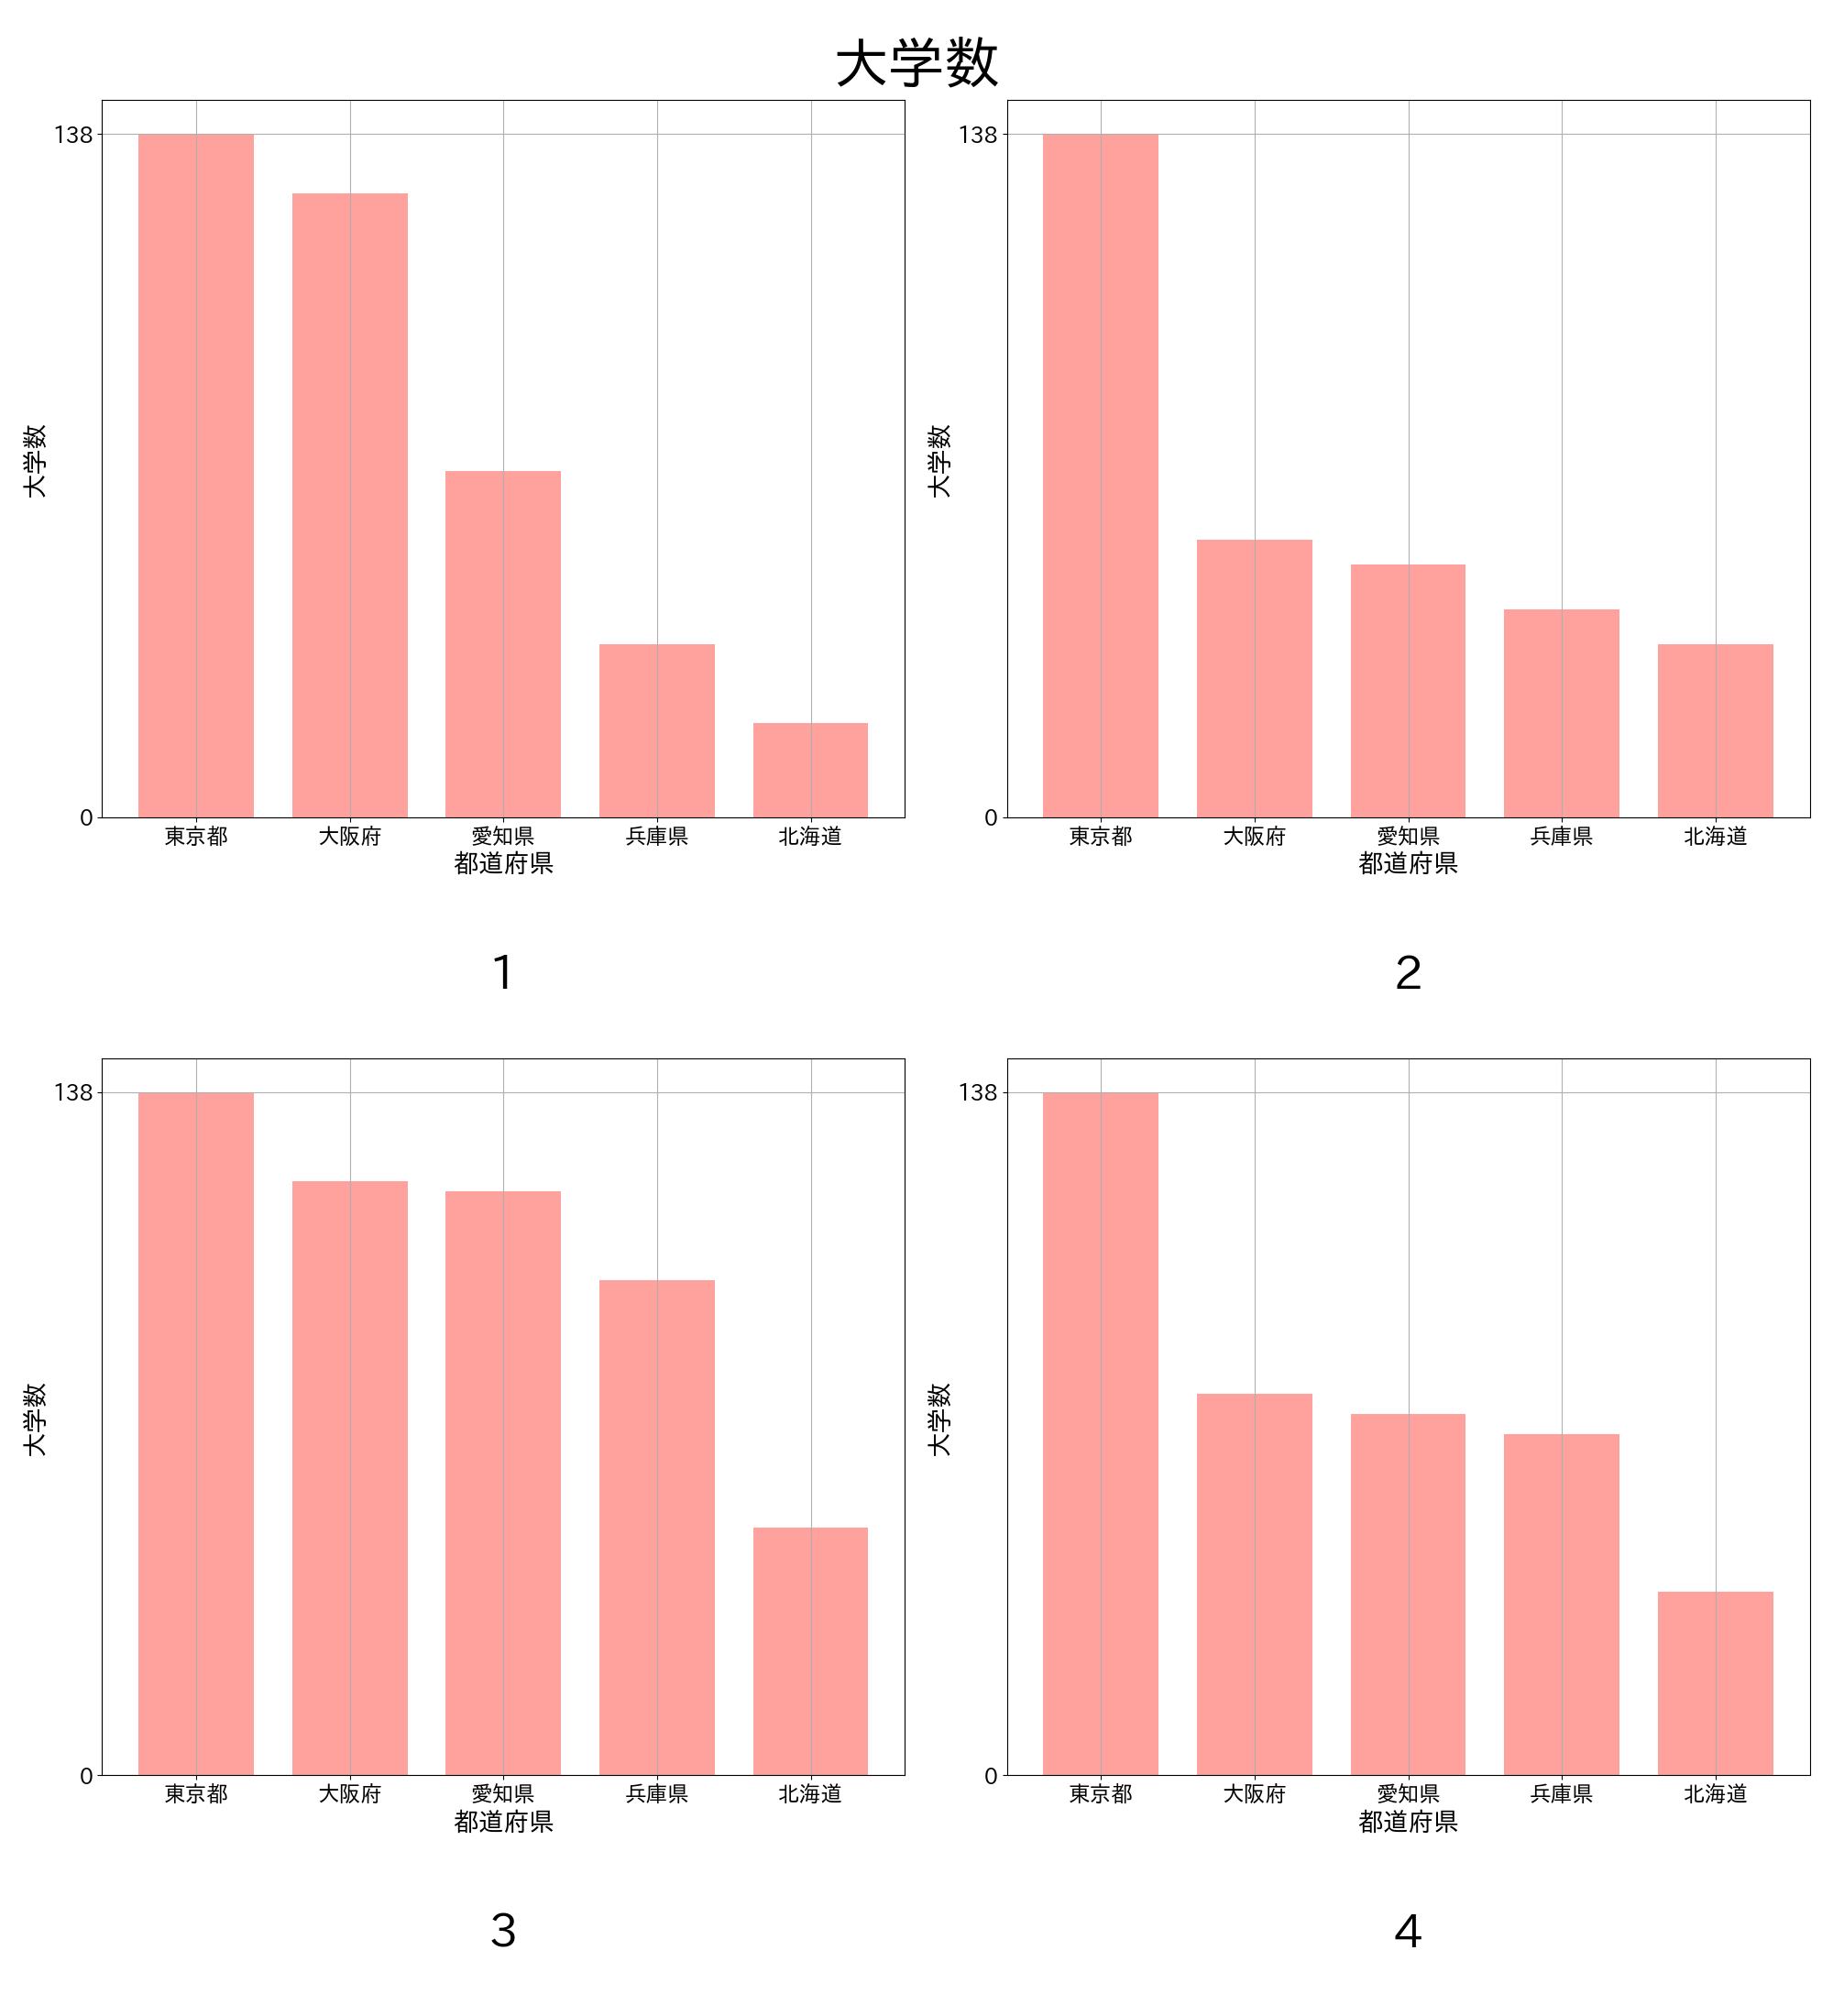 大学数
138
0
大学数
東京都 大阪府 愛知県 兵庫県 北海道
都道府県
1
138
0
大学数
東京都 大阪府 愛知県 兵庫県 北海道
都道府県
2
138
0
大学数
東京都 大阪府 愛知県 兵庫県 北海道
都道府県
3
138
0
大学数
東京都 大阪府 愛知県 兵庫県 北海道
都道府県
4